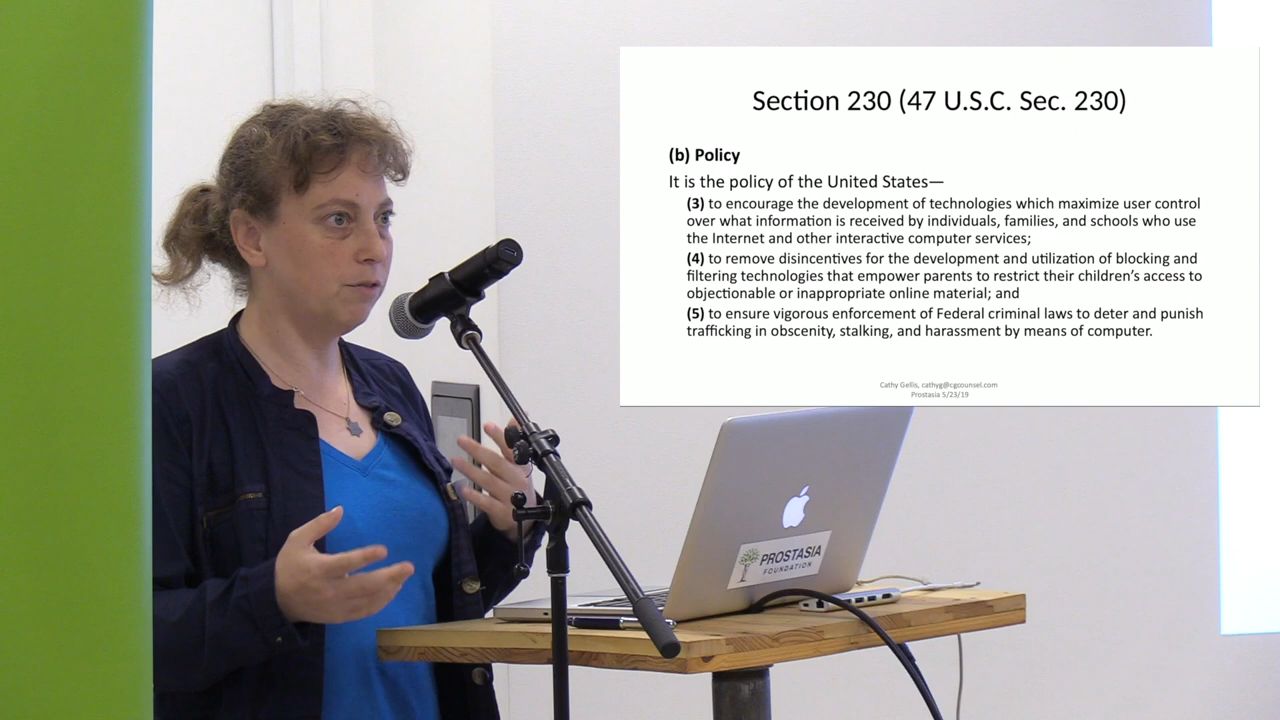 Section 230 (47 U.S.C. Sec. 230)
(b) Policy
It is the policy of the United States—
(3) to encourage the development of technologies which maximize user control
over what information is received by individuals, families, and schools who use
the Internet and other interactive computer services;
(4) to remove disincentives for the development and utilization of blocking and
filtering technologies that empower parents to restrict their children's access to
objectionable or inappropriate online material; and
(5) to ensure vigorous enforcement of Federal criminal laws to deter and punish
trafficking in obscenity, stalking, and harassment by means of computer.
Cathy Gellis, cathyg@cgcounsel.com
Prostasia 5/23/19
PROSTASIA
FOUNDATION